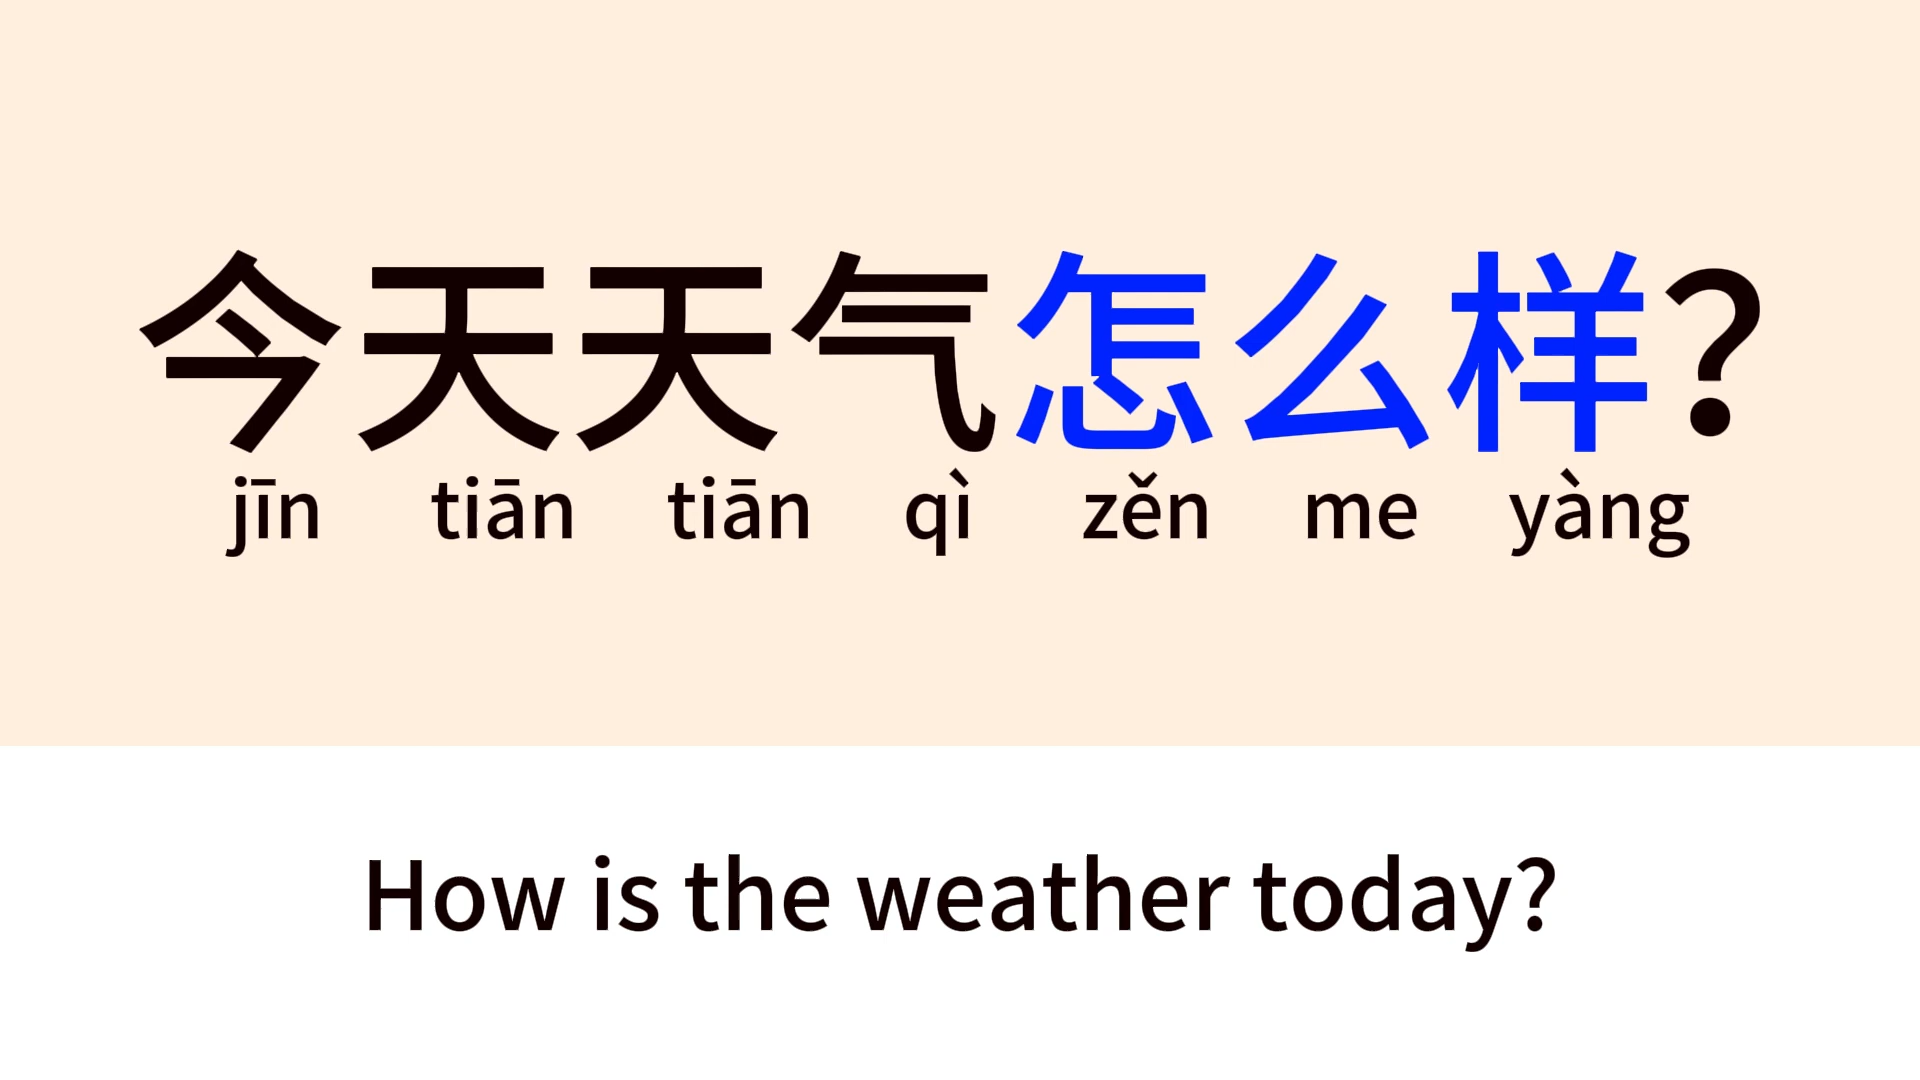 今天天气怎么样？
jīn tiān tiān qì zěn me yàng
How is the weather today?